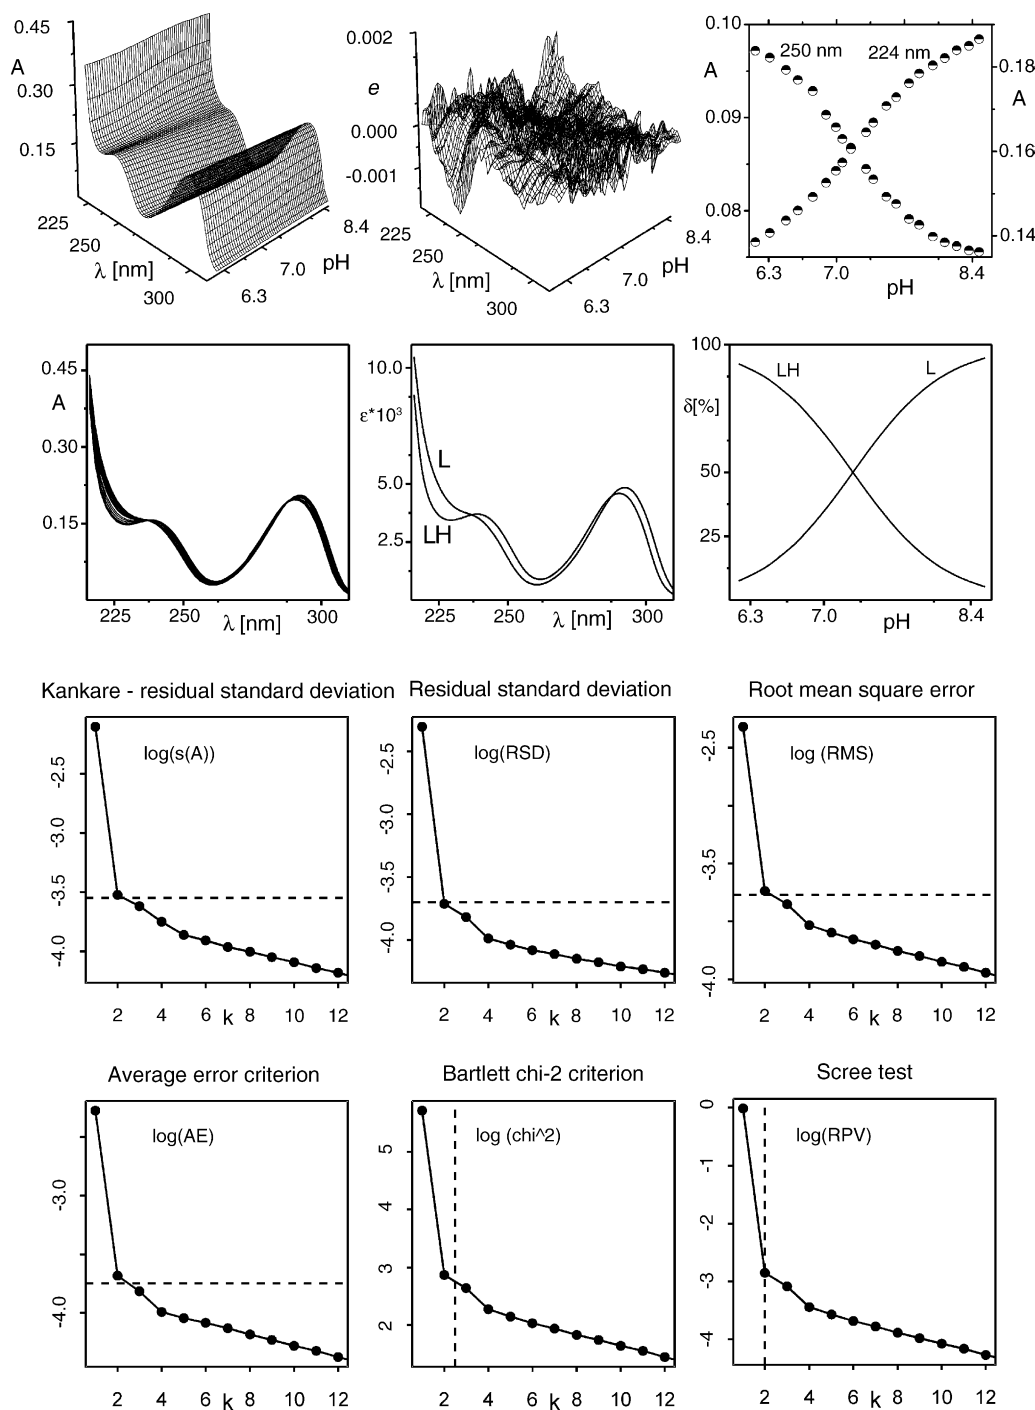 0.45
A
0.30
0.15
225
250
λ [nm]
300
6.3
7.0
pH
8.4
0.002
e
0.000
-0.001
225
250
λ [nm]
300
6.3
7.0
pH
8.4
0.10
A
0.09
0.08
250 nm
224 nm
0.18
A
0.16
0.14
6.3
7.0
8.4
pH
0.45
A
0.30
0.15
225
250
λ [nm]
300
10.0
ε*10³
5.0
2.5
L
LH
225
250
λ [nm]
300
100
δ[%]
50
25
LH
L
6.3
7.0
pH
8.4
Kankare - residual standard deviation
log(s(A))
-2.5
-3.0
-3.5
-4.0
2 4 6 k 8 10 12
Residual standard deviation
log(RSD)
-2.5
-3.0
-3.5
-4.0
2 4 6 k 8 10 12
Root mean square error
log (RMS)
-2.5
-3.5
-4.0
2 4 6 k 8 10 12
Average error criterion
log(AE)
-3.0
-4.0
2 4 6 k 8 10 12
Bartlett chi-2 criterion
log (chi^2)
5
4
3
2
2 4 6 k 8 10 12
Scree test
log(RPV)
0
-1
-2
-3
-4
2 4 6 k 8 10 12